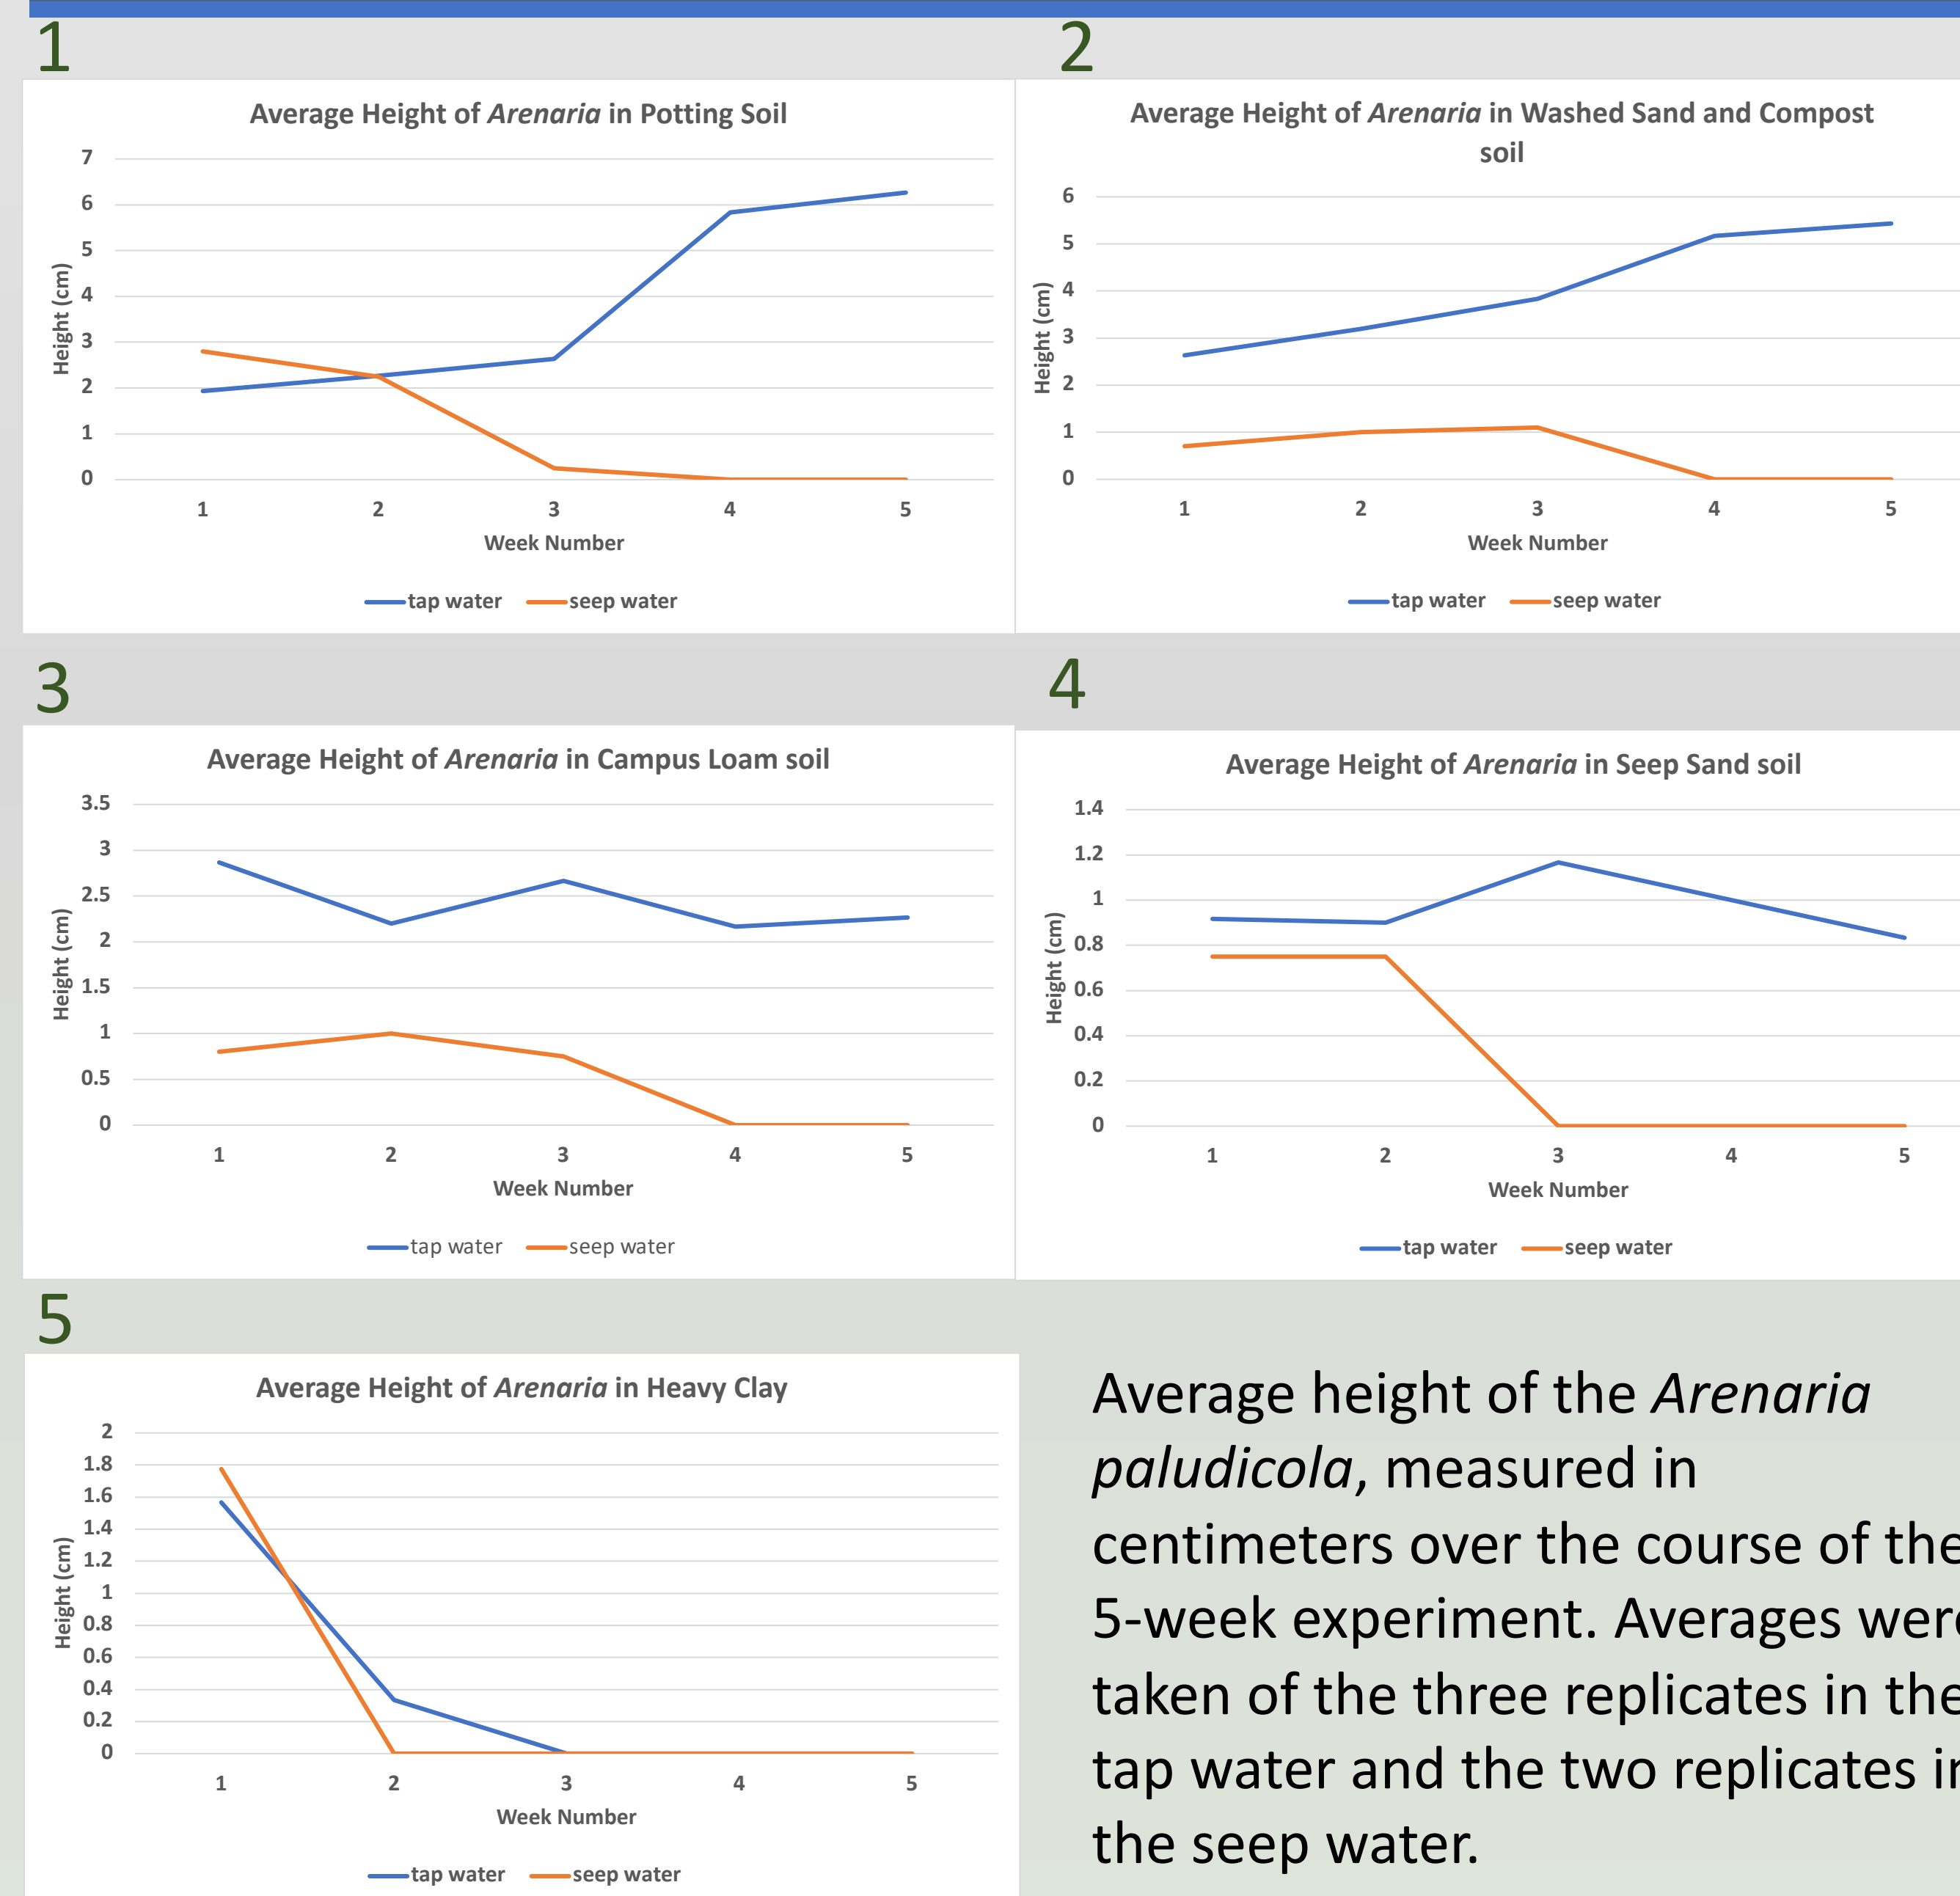 1
Average Height of Arenaria in Potting Soil
7
6
5
4
3
2
1
0
Height (cm)
1 2 3 4 5
Week Number
tap water seep water
2
Average Height of Arenaria in Washed Sand and Compost
soil
6
5
4
3
2
1
0
Height (cm)
1 2 3 4 5
Week Number
tap water seep water
3
Average Height of Arenaria in Campus Loam soil
3.5
3
2.5
2
1.5
1
0.5
0
Height (cm)
1 2 3 4 5
Week Number
tap water seep water
4
Average Height of Arenaria in Seep Sand soil
1.4
1.2
1
0.8
0.6
0.4
0.2
0
Height (cm)
1 2 3 4 5
Week Number
tap water seep water
5
Average Height of Arenaria in Heavy Clay
2
1.8
1.6
1.4
1.2
1
0.8
0.6
0.4
0.2
0
Height (cm)
1 2 3 4 5
Week Number
tap water seep water
Average height of the Arenaria
paludicola, measured in
centimeters over the course of the
5-week experiment. Averages were
taken of the three replicates in the
tap water and the two replicates in
the seep water.